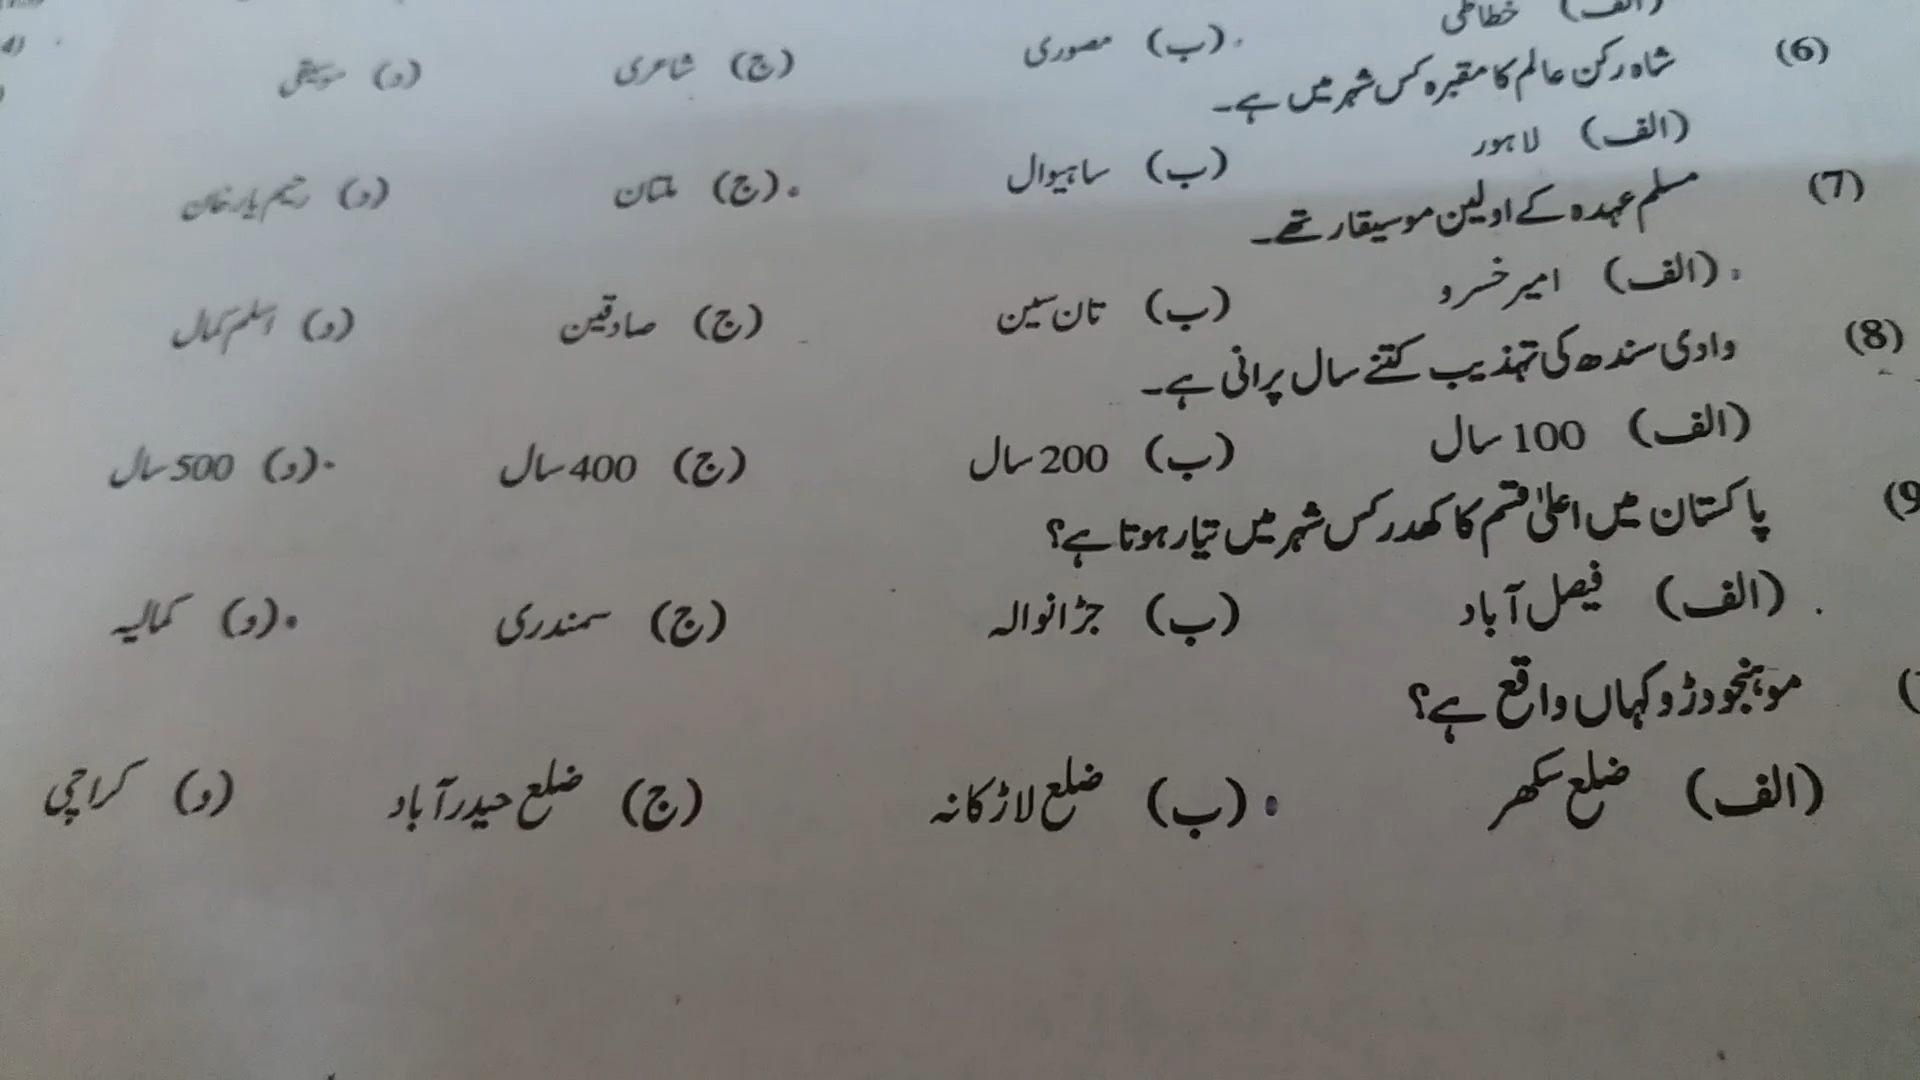 (الف) خطاطی (ب) مصوری (ج) شاعری (د) موسیقی
(6) شاہ رکن عالم کا مقبرہ کس شہر میں ہے۔
(الف) لاہور (ب) ساہیوال (ج) ملتان (د) رحیم یار خان
(7) مسلم عہدہ کے اولین موسیقار تھے۔
(الف) امیر خسرو (ب) تان سین (ج) صادقین (د) اسلم کمال
(8) وادی سندھ کی تہذیب کتنے سال پرانی ہے۔
(الف) 100 سال (ب) 200 سال (ج) 400 سال (د) 500 سال
(9 پاکستان میں اعلیٰ قسم کا کھدر کس شہر میں تیار ہوتا ہے؟
(الف) فیصل آباد (ب) جڑانوالہ (ج) سمندری (د) کمالیہ
موہنجودڑو کہاں واقع ہے؟
(الف) ضلع سکھر (ب) ضلع لاڑکانہ (ج) ضلع حیدرآباد (د) کراچی